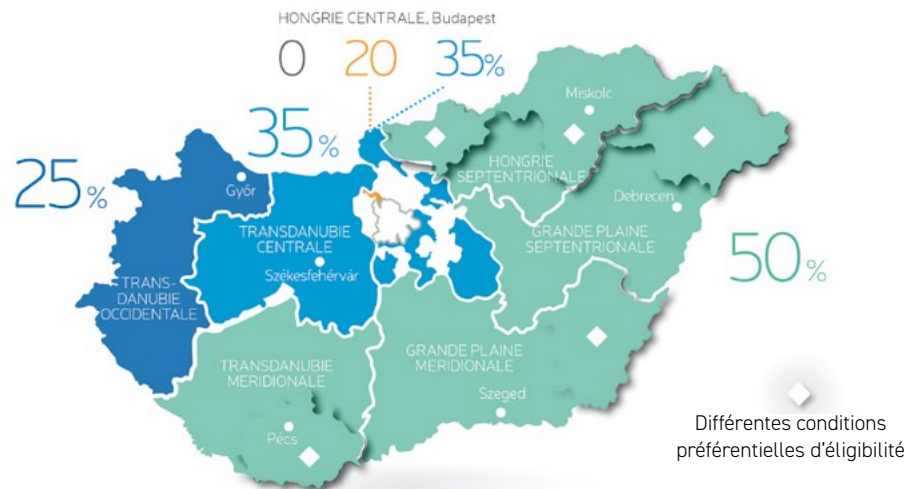 HONGRIE CENTRALE, Budapest
0 20 35%
35%
25%
Miskolc
HONGRIE
SEPTENTRIONALE
Győr
Debrecen
TRANSDANUBIE
CENTRALE
GRANDE PLAINE
SEPTENTRIONALE
Székesfehérvár
50%
TRANS-
DANUBIE
OCCIDENTALE
TRANSDANUBIE
MERIDIONALE
GRANDE PLAINE
MERIDIONALE
Szeged
Pécs
Différentes conditions
préférentielles d'éligibilité